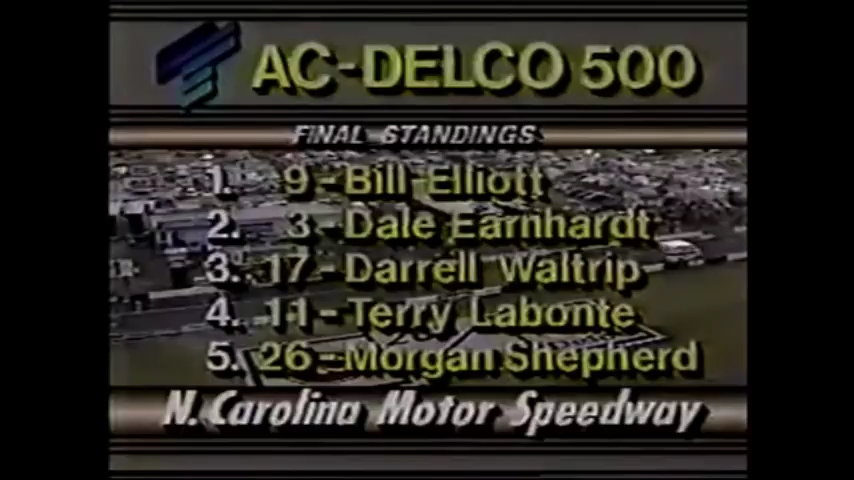 AC-DELCO 500
FINAL STANDINGS
1. 9-Bill Elliott
2. 3-Dale Earnhardt
3. 17-Darrell Waltrip
4. 11-Terry Labonte
5. 26-Morgan Shepherd
N. Carolina Motor Speedway